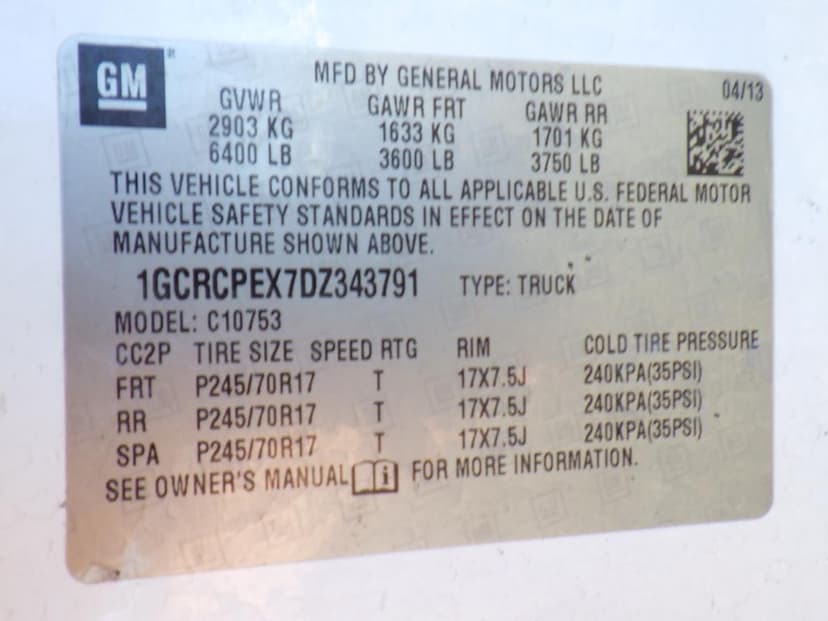 GM
MFD BY GENERAL MOTORS LLC 04/13
GVWR GAWR FRT GAWR RR
2903 KG 1633 KG 1701 KG
6400 LB 3600 LB 3750 LB
THIS VEHICLE CONFORMS TO ALL APPLICABLE U.S. FEDERAL MOTOR
VEHICLE SAFETY STANDARDS IN EFFECT ON THE DATE OF
MANUFACTURE SHOWN ABOVE.
1GCRCPEX7DZ343791 TYPE: TRUCK
MODEL: C10753
CC2P TIRE SIZE SPEED RTG RIM COLD TIRE PRESSURE
FRT P245/70R17 T 17X7.5J 240KPA(35PSI)
RR P245/70R17 T 17X7.5J 240KPA(35PSI)
SPA P245/70R17 T 17X7.5J 240KPA(35PSI)
SEE OWNER'S MANUAL i FOR MORE INFORMATION.